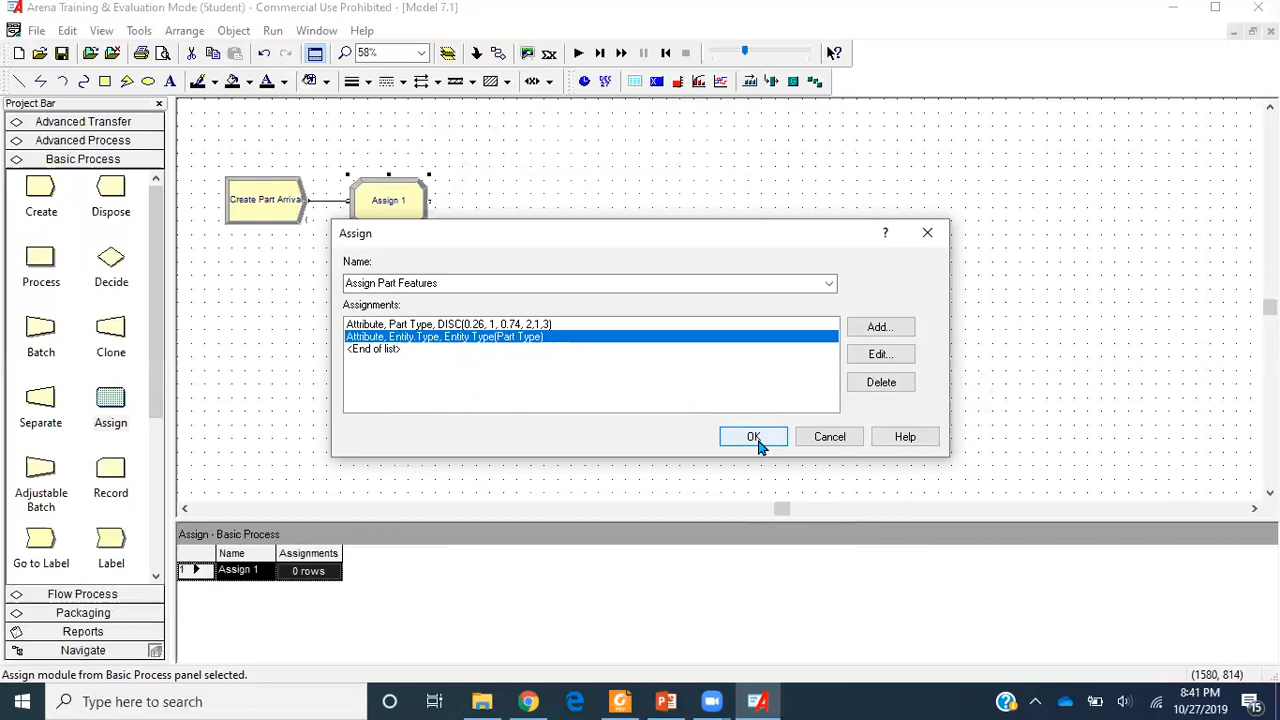 Arena Training & Evaluation Mode (Student) - Commercial Use Prohibited - [Model 7.1]
File Edit View Tools Arrange Object Run Window Help
58%
Project Bar
Advanced Transfer
Advanced Process
Basic Process
Create Dispose
Process Decide
Batch Clone
Separate Assign
Adjustable Batch Record
Go to Label Label
Flow Process
Packaging
Reports
Navigate
Create Part Arriva
Assign 1
Assign
Name:
Assign Part Features
Assignments:
Attribute, Part Type, DISC(0.26, 1, 0.74, 2,1,3)
Attribute, Entity.Type, Entity Type(Part Type)
<End of list>
Add...
Edit...
Delete
OK Cancel Help
Assign - Basic Process
Name Assignments
1 Assign 1 0 rows
Assign module from Basic Process panel selected.
(1580, 814)
Type here to search
8:41 PM
10/27/2019
15